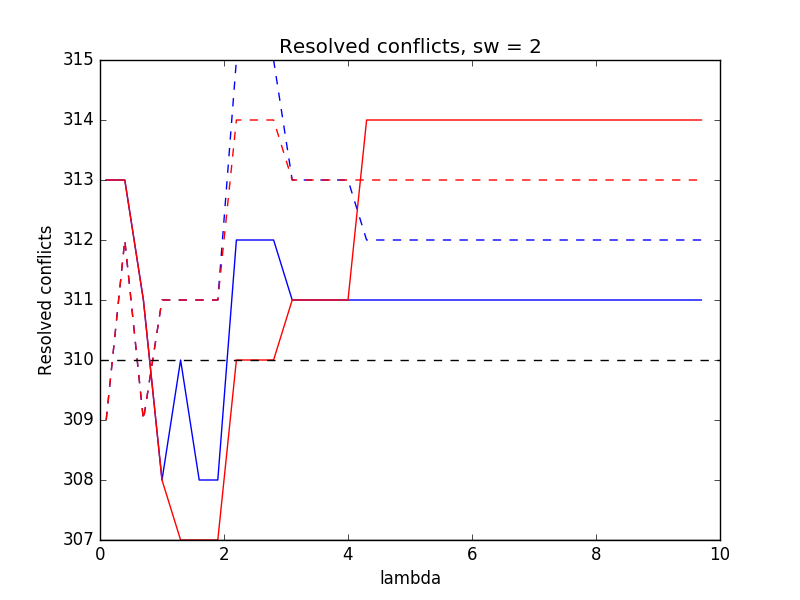 Resolved conflicts, sw = 2
315
314
313
312
311
310
309
308
307
Resolved conflicts
0 2 4 6 8 10
lambda